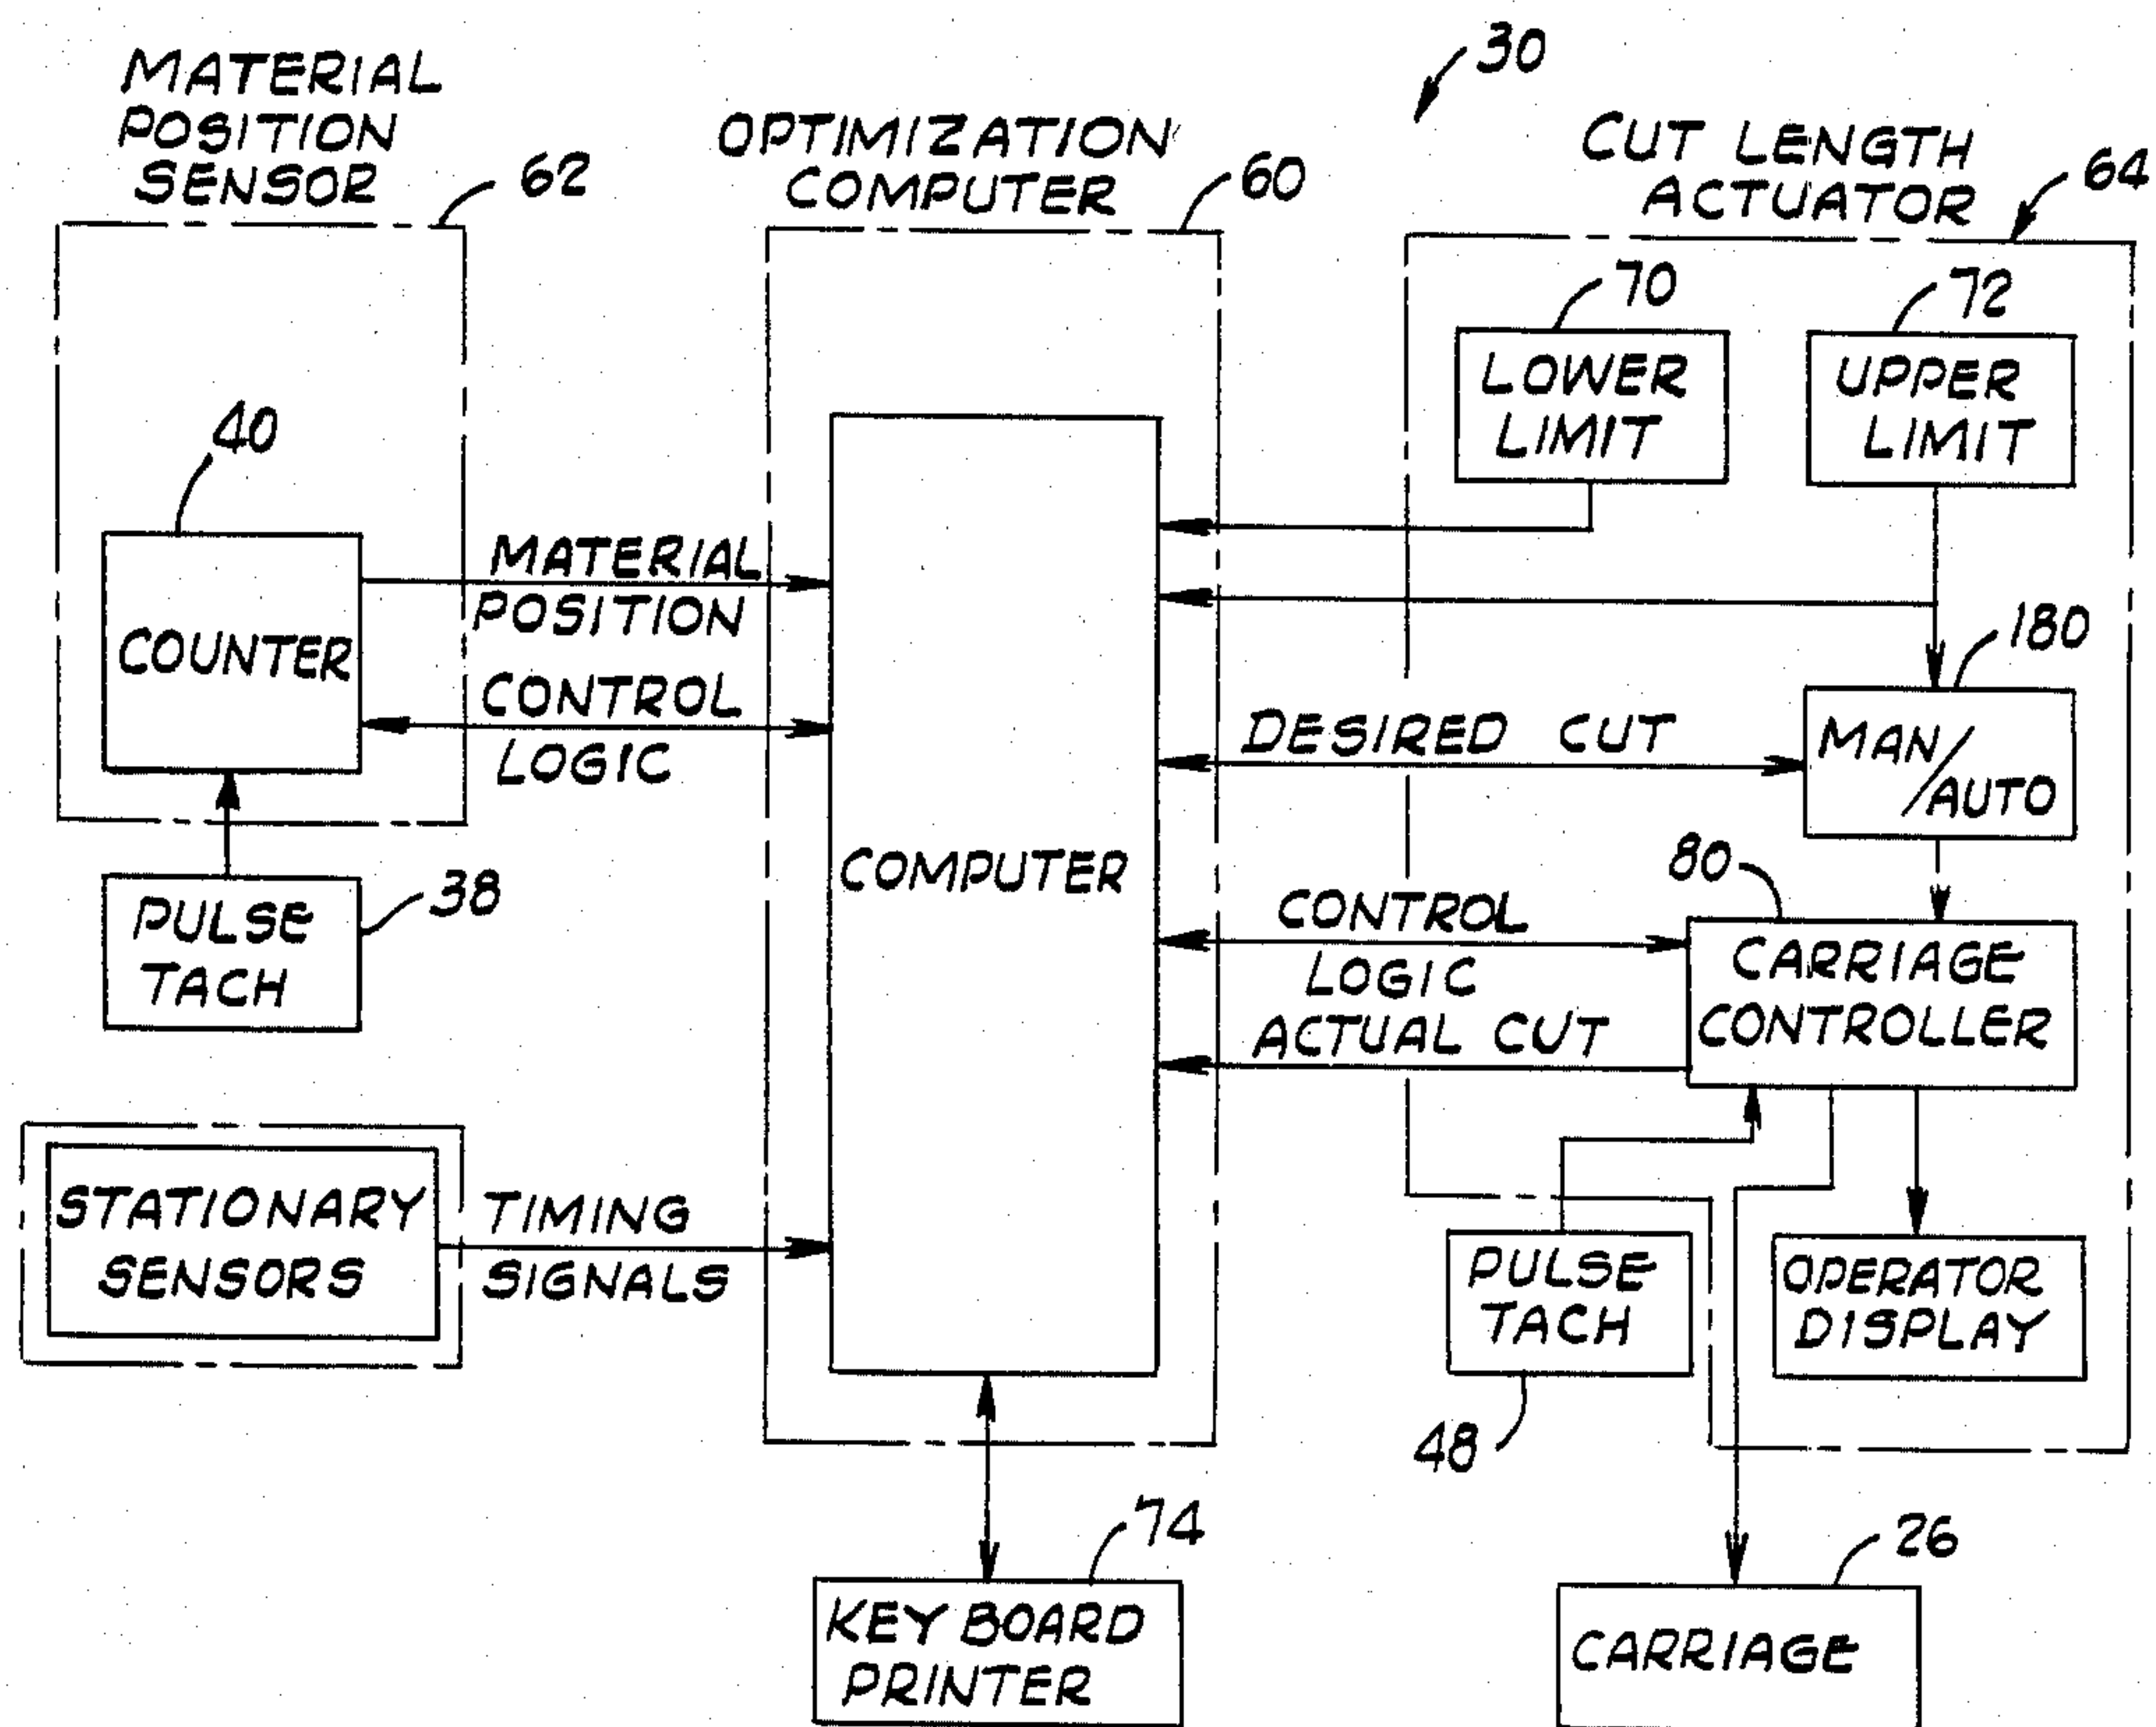 30
MATERIAL
POSITION
SENSOR
62
OPTIMIZATION
COMPUTER
60
CUT LENGTH
ACTUATOR
64
70
LOWER
LIMIT
72
UPPER
LIMIT
40
COUNTER
MATERIAL
POSITION
CONTROL
LOGIC
180
MAN/
AUTO
DESIRED CUT
COMPUTER
80
CARRIAGE
CONTROLLER
CONTROL
LOGIC
ACTUAL CUT
38
PULSE
TACH
STATIONARY
SENSORS
TIMING
SIGNALS
PULSE
TACH
48
OPERATOR
DISPLAY
74
KEY BOARD
PRINTER
26
CARRIAGE